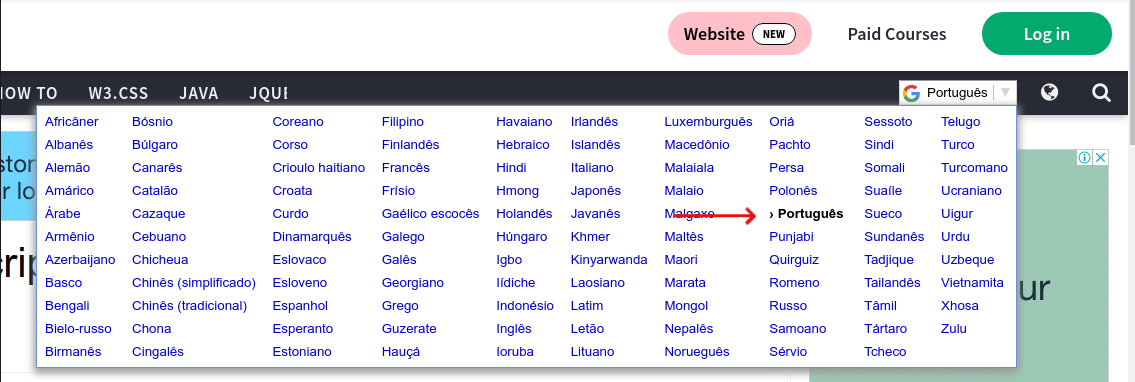 Website NEW Paid Courses Log in
HOW TO W3.CSS JAVA
Português
Africâner Bósnio Coreano Filipino Havaiano Irlandês Luxemburguês Oriá Sessoto Telugo
Albanês Búlgaro Corso Finlandês Hebraico Islandês Macedônio Pachto Sindi Turco
Alemão Canarês Crioulo haitiano Francês Hindi Italiano Malaiala Persa Somali Turcomano
Amárico Catalão Croata Frísio Hmong Japonês Malaio Polonês Suaíle Ucraniano
Árabe Cazaque Curdo Gaélico escocês Holandês Javanês Malgaxe › Português Sueco Uigur
Armênio Cebuano Dinamarquês Galego Húngaro Khmer Maltês Punjabi Sundanês Urdu
Azerbaijano Chicheua Eslovaco Galês Igbo Kinyarwanda Maori Quirguiz Tadjique Uzbeque
Basco Chinês (simplificado) Esloveno Georgiano Iídiche Laosiano Marata Romeno Tailandês Vietnamita
Bengali Chinês (tradicional) Espanhol Grego Indonésio Latim Mongol Russo Tâmil Xhosa
Bielo-russo Chona Esperanto Guzerate Inglês Letão Nepalês Samoano Tártaro Zulu
Birmanês Cingalês Estoniano Hauçá Ioruba Lituano Norueguês Sérvio Tcheco